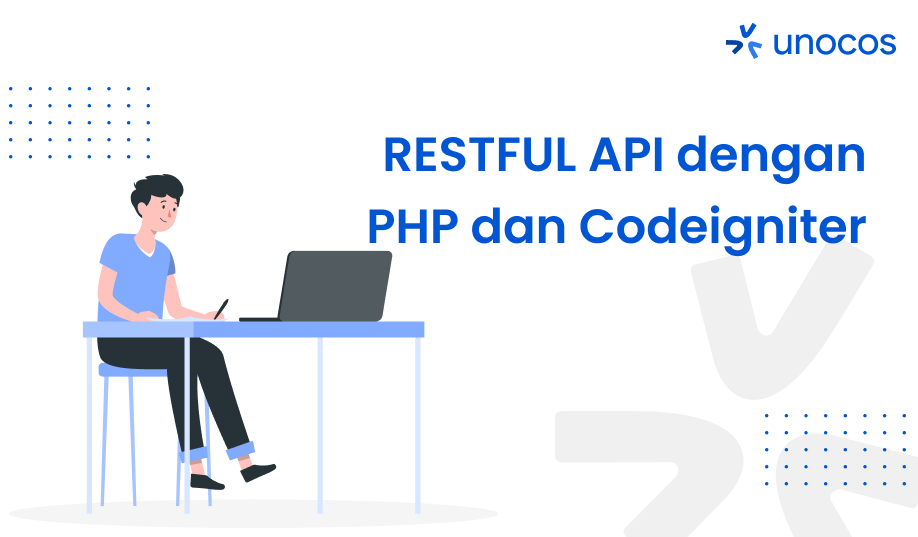 unocos
RESTFUL API dengan
PHP dan Codeigniter